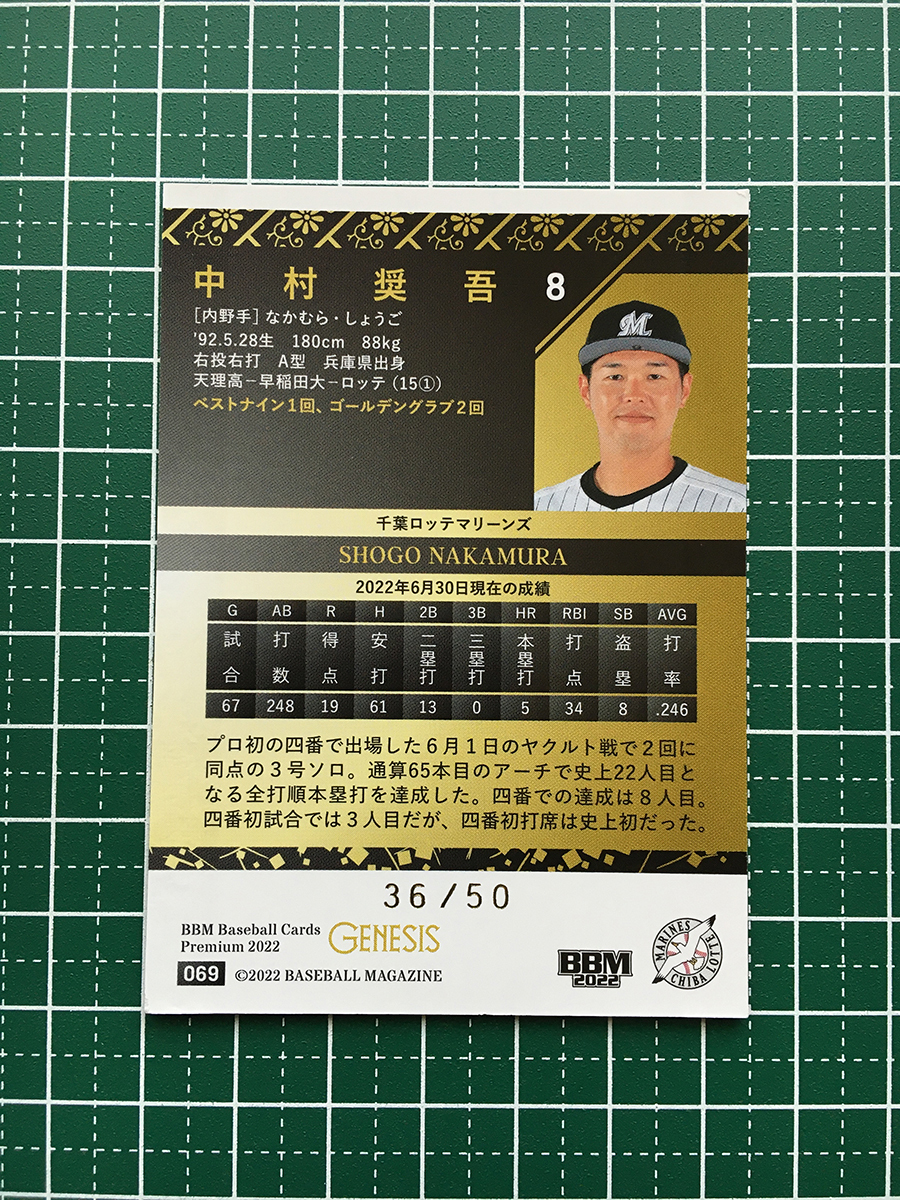 中村奨吾 8
[内野手] なかむら・しょうご
'92.5.28生 180cm 88kg
右投右打 A型 兵庫県出身
天理高－早稲田大－ロッテ（15①）
ベストナイン1回、ゴールデングラブ2回
M
千葉ロッテマリーンズ
SHOGO NAKAMURA
2022年6月30日現在の成績
G AB R H 2B 3B HR RBI SB AVG
試合 打数 得点 安打 二塁打 三塁打 本塁打 打点 盗塁 打率
67 248 19 61 13 0 5 34 8 .246
プロ初の四番で出場した6月1日のヤクルト戦で2回に
同点の3号ソロ。通算65本目のアーチで史上22人目と
なる全打順本塁打を達成した。四番での達成は8人目。
四番初試合では3人目だが、四番初打席は史上初だった。
36/50
BBM Baseball Cards
Premium 2022
GENESIS
069 ©2022 BASEBALL MAGAZINE
BBM
2022
MARINES
CHIBA LOTTE